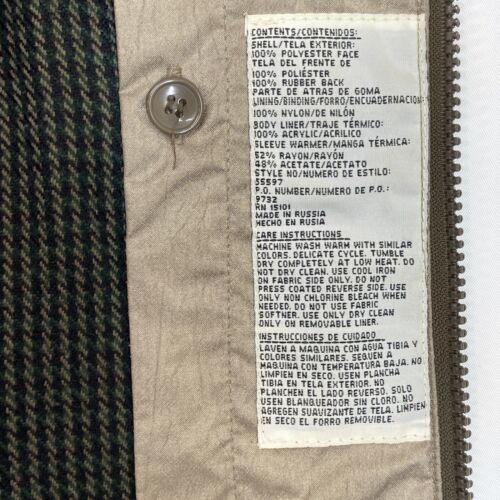 CONTENTS/CONTENIDOS:
SHELL/TELA EXTERIOR:
100% POLYESTER FACE
TELA DEL FRENTE DE
100% POLIÉSTER
100% RUBBER BACK
PARTE DE ATRAS DE GOMA
LINING/BINDING/FORRO/ENCUADERNACION
100% NYLON/DE NILÓN
BODY LINER/TRAJE TÉRMICO:
100% ACRYLIC/ACRILICO
SLEEVE WARMER/MANGA TÉRMICA:
52% RAYON/RAYÓN
48% ACETATE/ACETATO
STYLE NO/NUMERO DE ESTILO:
55597
P.O. NUMBER/NUMERO DE P.O.:
9732
RN 15101
MADE IN RUSSIA
HECHO EN RUSIA
CARE INSTRUCTIONS
MACHINE WASH WARM WITH SIMILAR
COLORS. DELICATE CYCLE. TUMBLE
DRY COMPLETELY AT LOW HEAT. DO
NOT DRY CLEAN. USE COOL IRON
ON FABRIC SIDE ONLY. DO NOT
PRESS COATED REVERSE SIDE. USE
ONLY NON CHLORINE BLEACH WHEN
NEEDED. DO NOT USE FABRIC
SOFTNER. USE ONLY DRY CLEAN
ONLY ON REMOVABLE LINER.
INSTRUCCIONES DE CUIDADO
LAVEN A MAQUINA CON AGUA TIBIA Y
COLORES SIMILARES. SEQUEN A
MAQUINA CON TEMPERATURA BAJA. NO
LIMPIEN EN SECO. USEN PLANCHA
TIBIA EN TELA EXTERIOR. NO
PLANCHEN EL LADO REVERSO. SOLO
USEN BLANQUEADOR SIN CLORO. NO
AGREGEN SUAVIZANTE DE TELA. LIMPIEN
EN SECO EL FORRO REMOVIBLE.